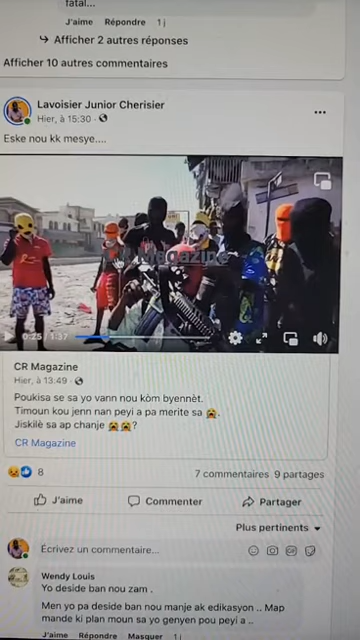 fatal...
J'aime Répondre 1 j
Afficher 2 autres réponses
Afficher 10 autres commentaires
Lavoisier Junior Cherisier
Hier, à 15:30 ·
Eske nou kk mesye....
Magazine
0:25 / 1:37
CR Magazine
Hier, à 13:49 ·
Poukisa se sa yo vann nou kòm byennèt.
Timoun kou jenn nan peyi a pa merite sa 😭.
Jiskilè sa ap chanje 😭😭?
CR Magazine
8
7 commentaires 9 partages
J'aime Commenter Partager
Plus pertinents
Écrivez un commentaire...
GIF
Wendy Louis
Yo deside ban nou zam .
Men yo pa deside ban nou manje ak edikasyon .. Map
mande ki plan moun sa yo genyen pou peyi a ..
J'aime Répondre Masquer 1 j